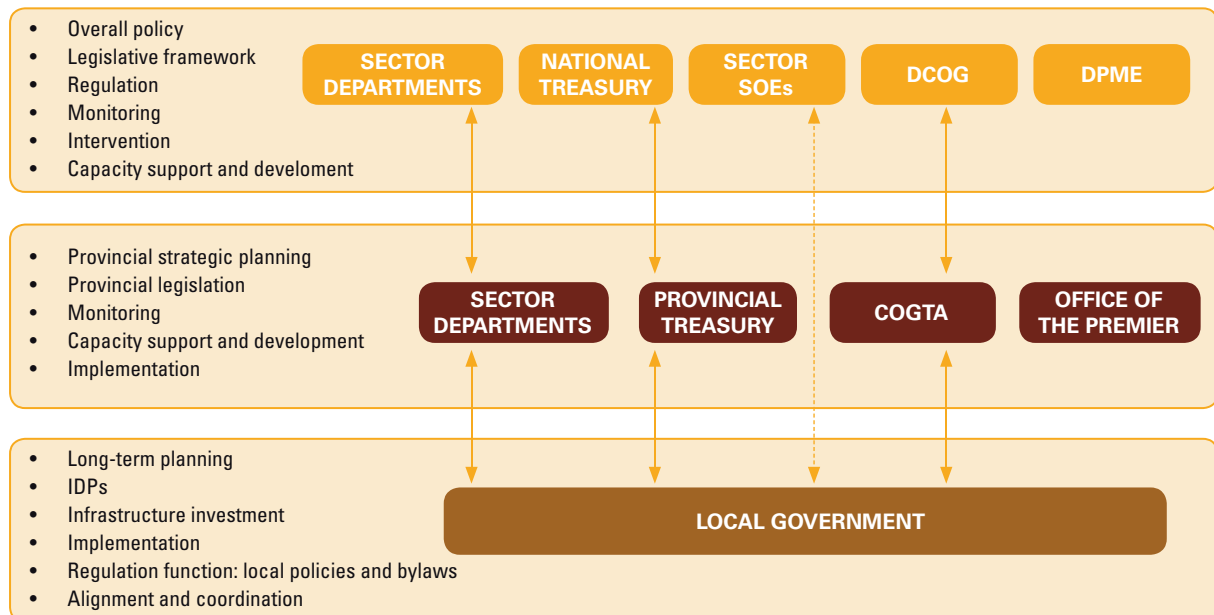 • Overall policy
• Legislative framework
• Regulation
• Monitoring
• Intervention
• Capacity support and develoment
SECTOR
DEPARTMENTS
NATIONAL
TREASURY
SECTOR
SOEs
DCOG
DPME
• Provincial strategic planning
• Provincial legislation
• Monitoring
• Capacity support and development
• Implementation
SECTOR
DEPARTMENTS
PROVINCIAL
TREASURY
COGTA
OFFICE OF
THE PREMIER
• Long-term planning
• IDPs
• Infrastructure investment
• Implementation
• Regulation function: local policies and bylaws
• Alignment and coordination
LOCAL GOVERNMENT